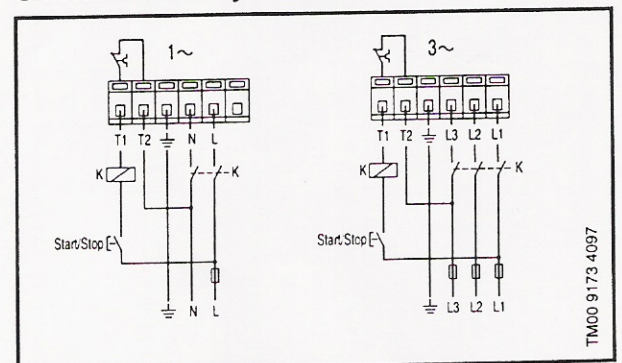 1~
T1 T2 N L
K
K
Start/Stop
N L
3~
T1 T2 L3 L2 L1
K
K
Start/Stop
L3 L2 L1
TM00 9173 4097